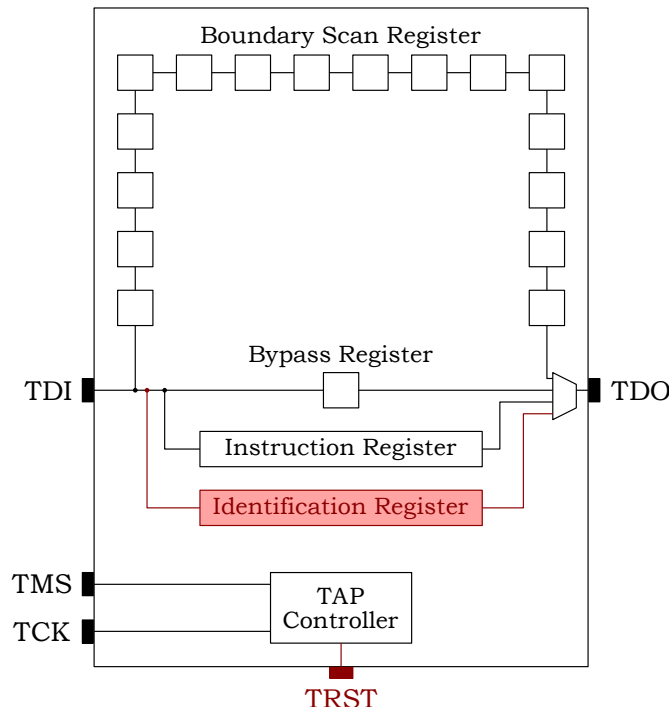 Boundary Scan Register
Bypass Register
TDI
TDO
Instruction Register
Identification Register
TMS
TAP
Controller
TCK
TRST